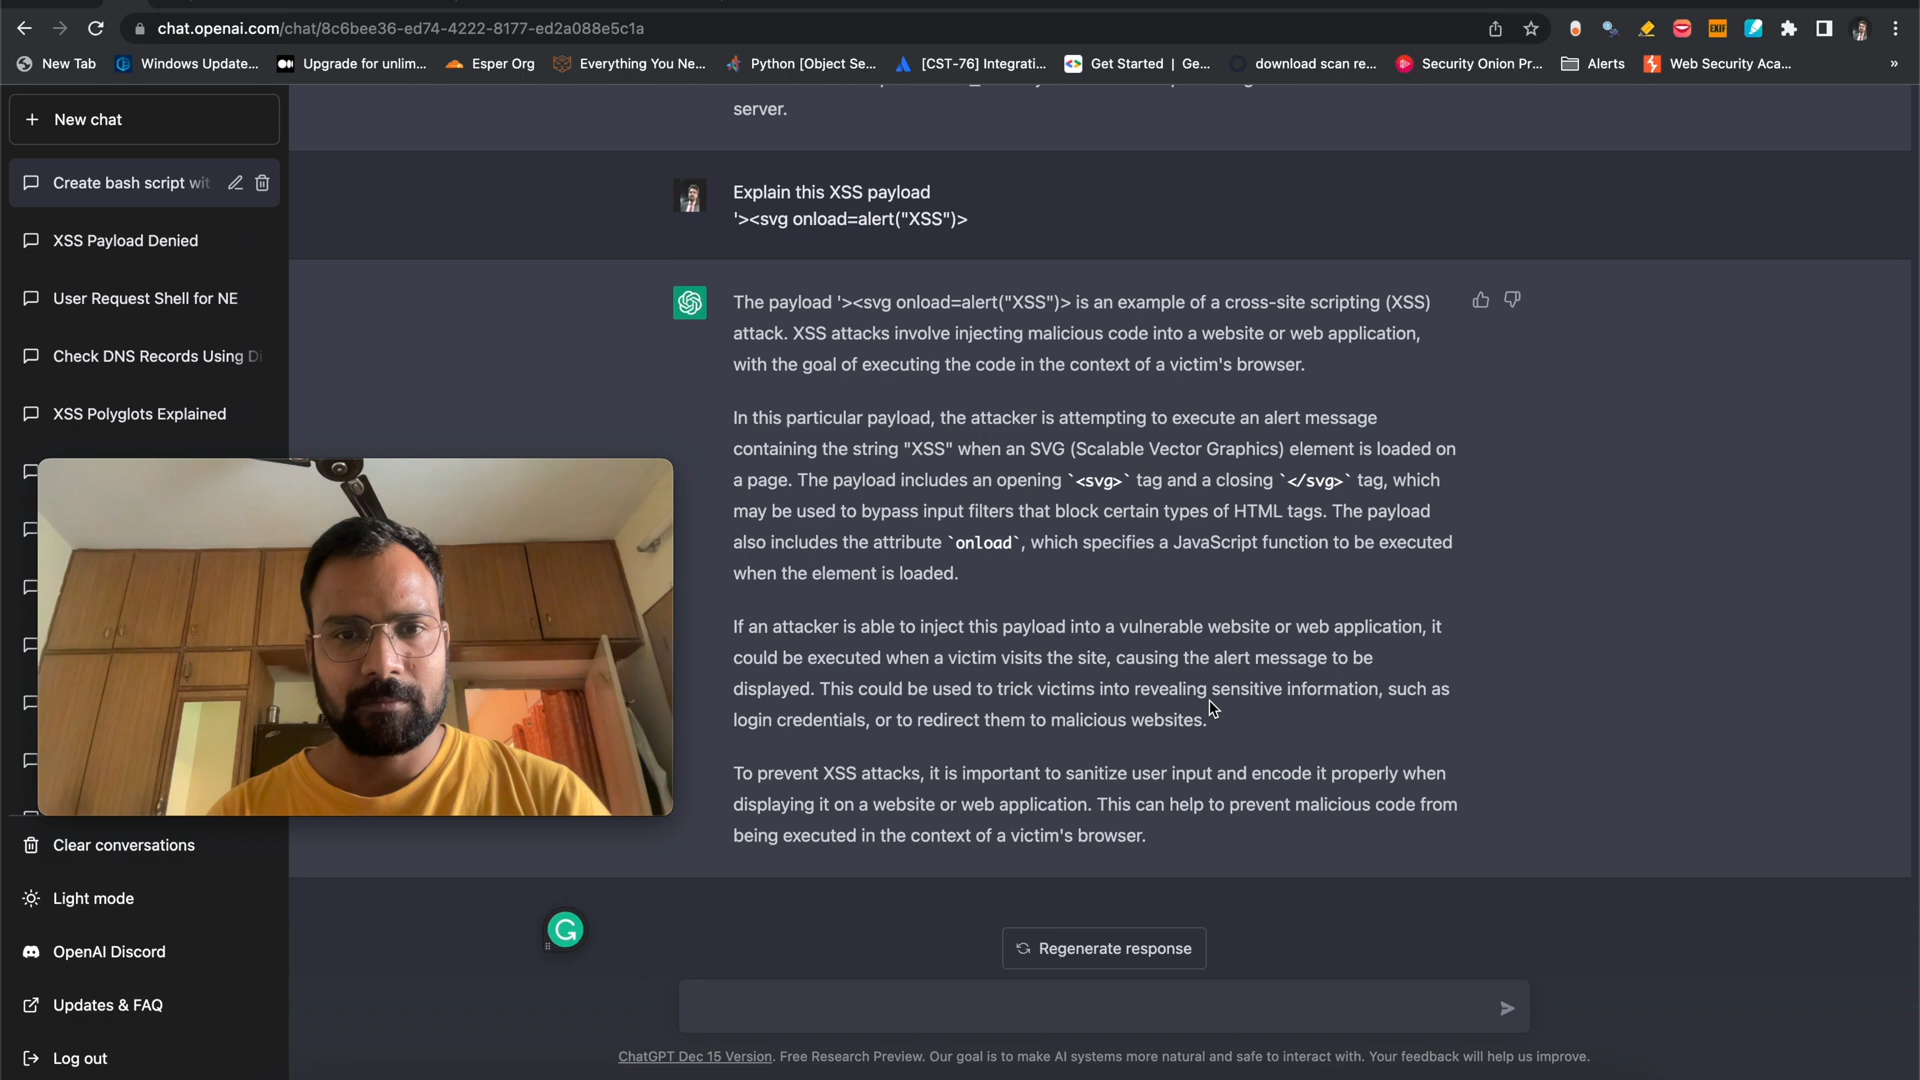 chat.openai.com/chat/8c6bee36-ed74-4222-8177-ed2a088e5c1a
New Tab
Windows Update...
Upgrade for unlim...
Esper Org
Everything You Ne...
Python [Object Se...
[CST-76] Integrati...
Get Started | Ge...
download scan re...
Security Onion Pr...
Alerts
Web Security Aca...
»
+ New chat
Create bash script wit
XSS Payload Denied
User Request Shell for NE
Check DNS Records Using Di
XSS Polyglots Explained
Clear conversations
Light mode
OpenAI Discord
Updates & FAQ
Log out
server.
Explain this XSS payload
'><svg onload=alert("XSS")>
The payload '><svg onload=alert("XSS")> is an example of a cross-site scripting (XSS)
attack. XSS attacks involve injecting malicious code into a website or web application,
with the goal of executing the code in the context of a victim's browser.
In this particular payload, the attacker is attempting to execute an alert message
containing the string "XSS" when an SVG (Scalable Vector Graphics) element is loaded on
a page. The payload includes an opening `<svg>` tag and a closing `</svg>` tag, which
may be used to bypass input filters that block certain types of HTML tags. The payload
also includes the attribute `onload`, which specifies a JavaScript function to be executed
when the element is loaded.
If an attacker is able to inject this payload into a vulnerable website or web application, it
could be executed when a victim visits the site, causing the alert message to be
displayed. This could be used to trick victims into revealing sensitive information, such as
login credentials, or to redirect them to malicious websites.
To prevent XSS attacks, it is important to sanitize user input and encode it properly when
displaying it on a website or web application. This can help to prevent malicious code from
being executed in the context of a victim's browser.
Regenerate response
ChatGPT Dec 15 Version. Free Research Preview. Our goal is to make AI systems more natural and safe to interact with. Your feedback will help us improve.